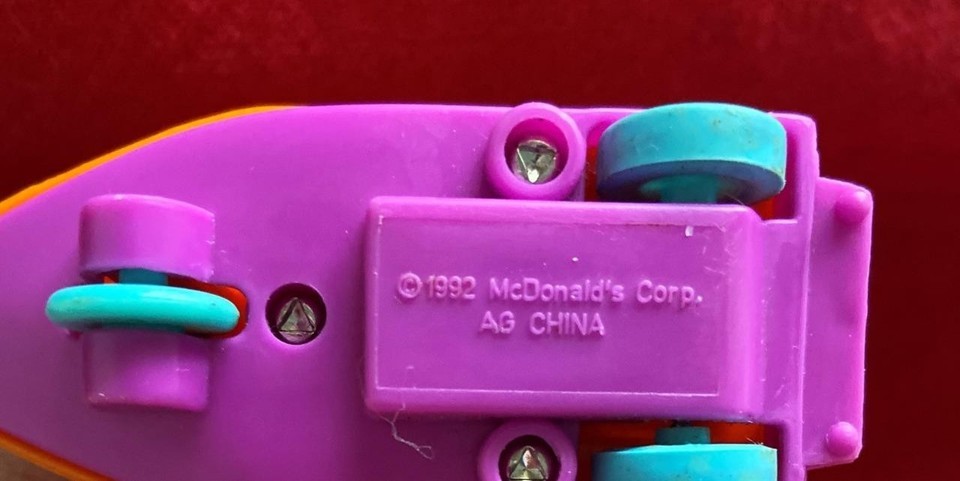 ©1992 McDonald's Corp.
AG CHINA